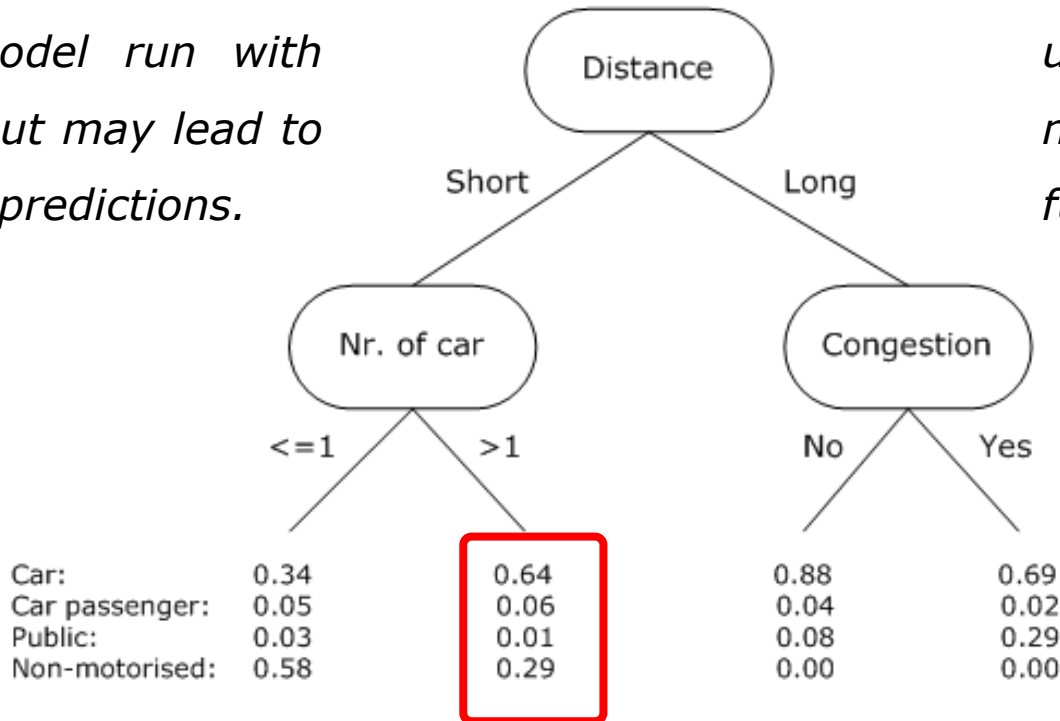 odel run with
ut may lead to
predictions.
Distance
Short
Long
Nr. of car
Congestion
<=1
>1
No
Yes
Car: 0.34 0.64 0.88 0.69
Car passenger: 0.05 0.06 0.04 0.02
Public: 0.03 0.01 0.08 0.29
Non-motorised: 0.58 0.29 0.00 0.00